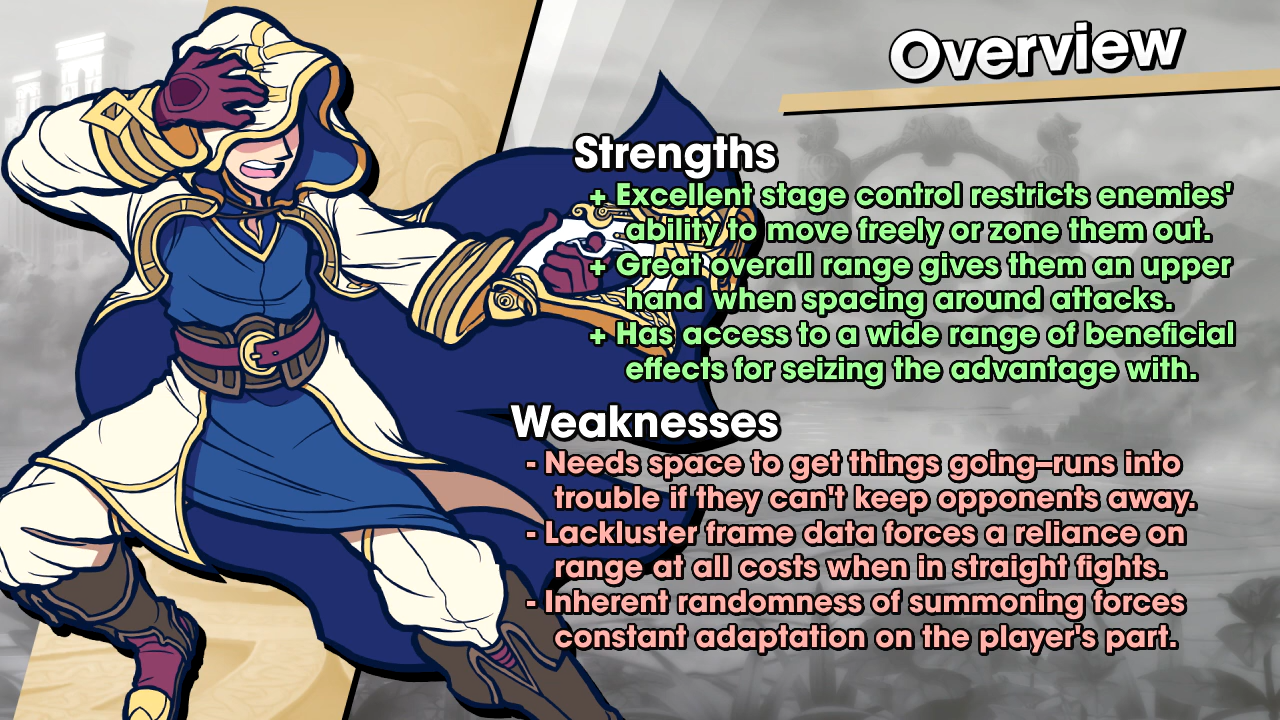 Overview
Strengths
+ Excellent stage control restricts enemies'
ability to move freely or zone them out.
+ Great overall range gives them an upper
hand when spacing around attacks.
+ Has access to a wide range of beneficial
effects for seizing the advantage with.
Weaknesses
- Needs space to get things going–runs into
trouble if they can't keep opponents away.
- Lackluster frame data forces a reliance on
range at all costs when in straight fights.
- Inherent randomness of summoning forces
constant adaptation on the player's part.